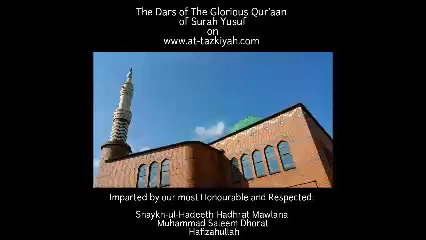 The Dars of The Glorious Qur'aan
of Surah Yusuf
on
www.at-tazkiyah.com
Imparted by our most Honourable and Respected:
Shaykh-ul-Hadeeth Hadhrat Mawlana
Muhammad Saleem Dhorat
Hafizahullah